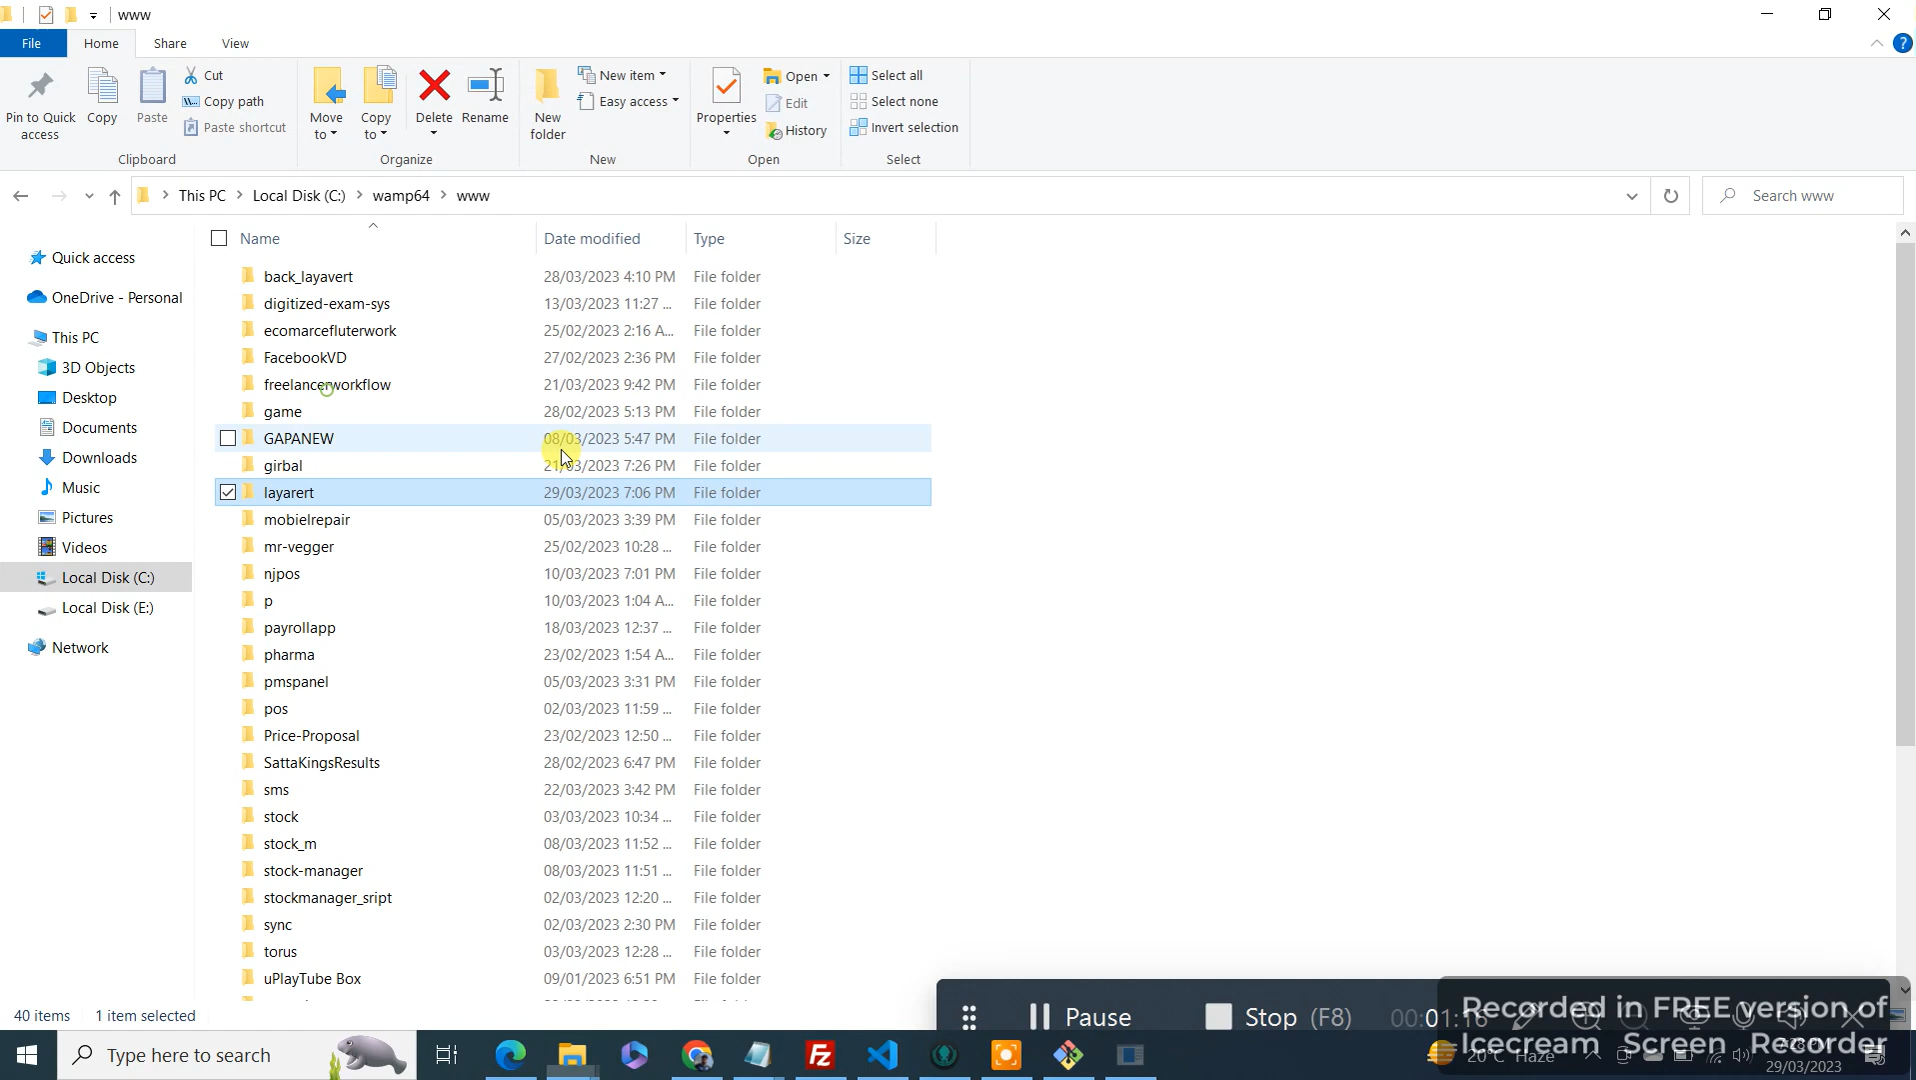 www
File Home Share View
Pin to Quick access
Copy
Paste
Cut
Copy path
Paste shortcut
Clipboard
Move to
Copy to
Delete
Rename
Organize
New folder
New item
Easy access
New
Properties
Open
Edit
History
Open
Select all
Select none
Invert selection
Select
This PC Local Disk (C:) wamp64 www
Search www
Quick access
OneDrive - Personal
This PC
3D Objects
Desktop
Documents
Downloads
Music
Pictures
Videos
Local Disk (C:)
Local Disk (E:)
Network
Name Date modified Type Size
back_layavert 28/03/2023 4:10 PM File folder
digitized-exam-sys 13/03/2023 11:27 ... File folder
ecomarcefluterwork 25/02/2023 2:16 A... File folder
FacebookVD 27/02/2023 2:36 PM File folder
freelancerworkflow 21/03/2023 9:42 PM File folder
game 28/02/2023 5:13 PM File folder
GAPANEW 08/03/2023 5:47 PM File folder
girbal 21/03/2023 7:26 PM File folder
layarert 29/03/2023 7:06 PM File folder
mobielrepair 05/03/2023 3:39 PM File folder
mr-vegger 25/02/2023 10:28 ... File folder
njpos 10/03/2023 7:01 PM File folder
p 10/03/2023 1:04 A... File folder
payrollapp 18/03/2023 12:37 ... File folder
pharma 23/02/2023 1:54 A... File folder
pmspanel 05/03/2023 3:31 PM File folder
pos 02/03/2023 11:59 ... File folder
Price-Proposal 23/02/2023 12:50 ... File folder
SattaKingsResults 28/02/2023 6:47 PM File folder
sms 22/03/2023 3:42 PM File folder
stock 03/03/2023 10:34 ... File folder
stock_m 08/03/2023 11:52 ... File folder
stock-manager 08/03/2023 11:51 ... File folder
stockmanager_sript 02/03/2023 12:20 ... File folder
sync 02/03/2023 2:30 PM File folder
torus 03/03/2023 12:28 ... File folder
uPlayTube Box 09/01/2023 6:51 PM File folder
40 items 1 item selected
Pause Stop (F8) 00:01:16
Recorded in FREE version of
Icecream Screen Recorder
Type here to search
20°C Haze
29/03/2023